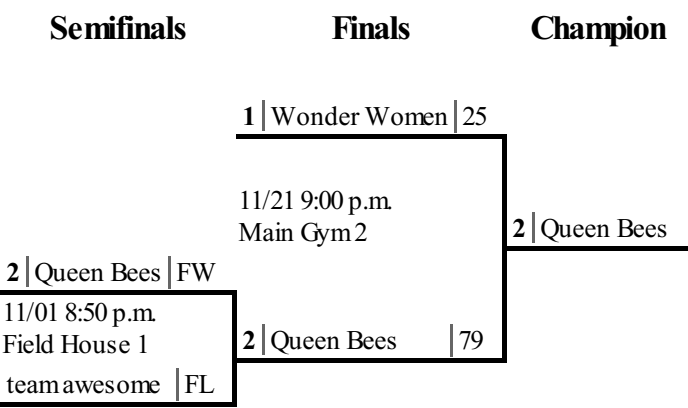 Semifinals Finals Champion
1 Wonder Women 25
11/21 9:00 p.m.
Main Gym 2
2 Queen Bees
2 Queen Bees FW
11/01 8:50 p.m.
Field House 1
2 Queen Bees 79
team awesome FL